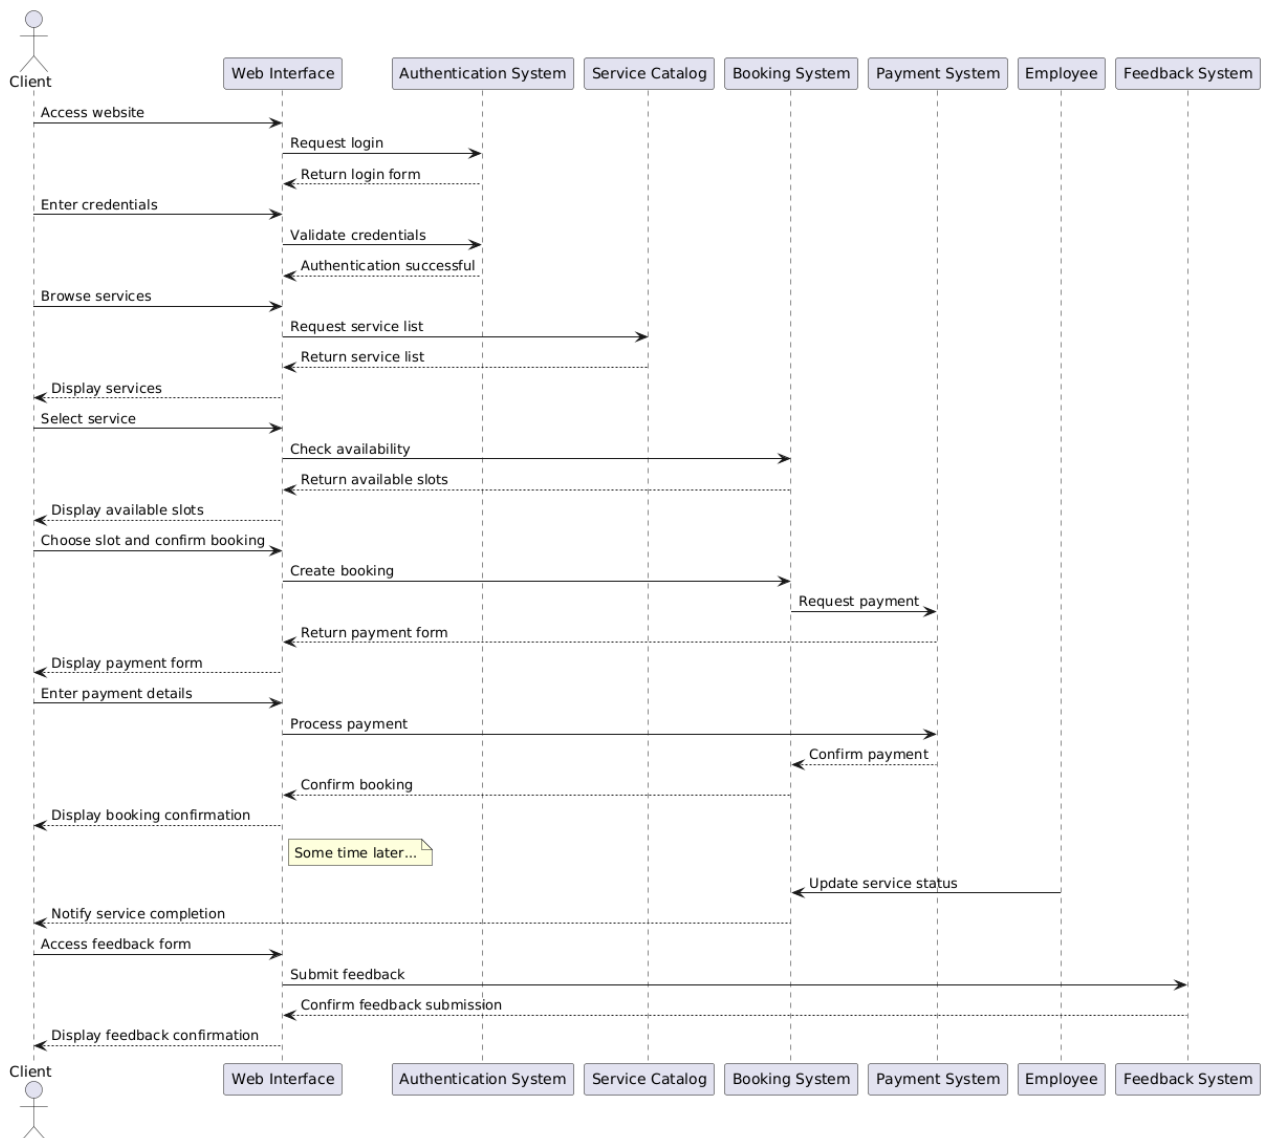 Client
Web Interface
Authentication System
Service Catalog
Booking System
Payment System
Employee
Feedback System
Access website
Request login
Return login form
Enter credentials
Validate credentials
Authentication successful
Browse services
Request service list
Return service list
Display services
Select service
Check availability
Return available slots
Display available slots
Choose slot and confirm booking
Create booking
Request payment
Return payment form
Display payment form
Enter payment details
Process payment
Confirm payment
Confirm booking
Display booking confirmation
Some time later...
Update service status
Notify service completion
Access feedback form
Submit feedback
Confirm feedback submission
Display feedback confirmation
Client
Web Interface
Authentication System
Service Catalog
Booking System
Payment System
Employee
Feedback System